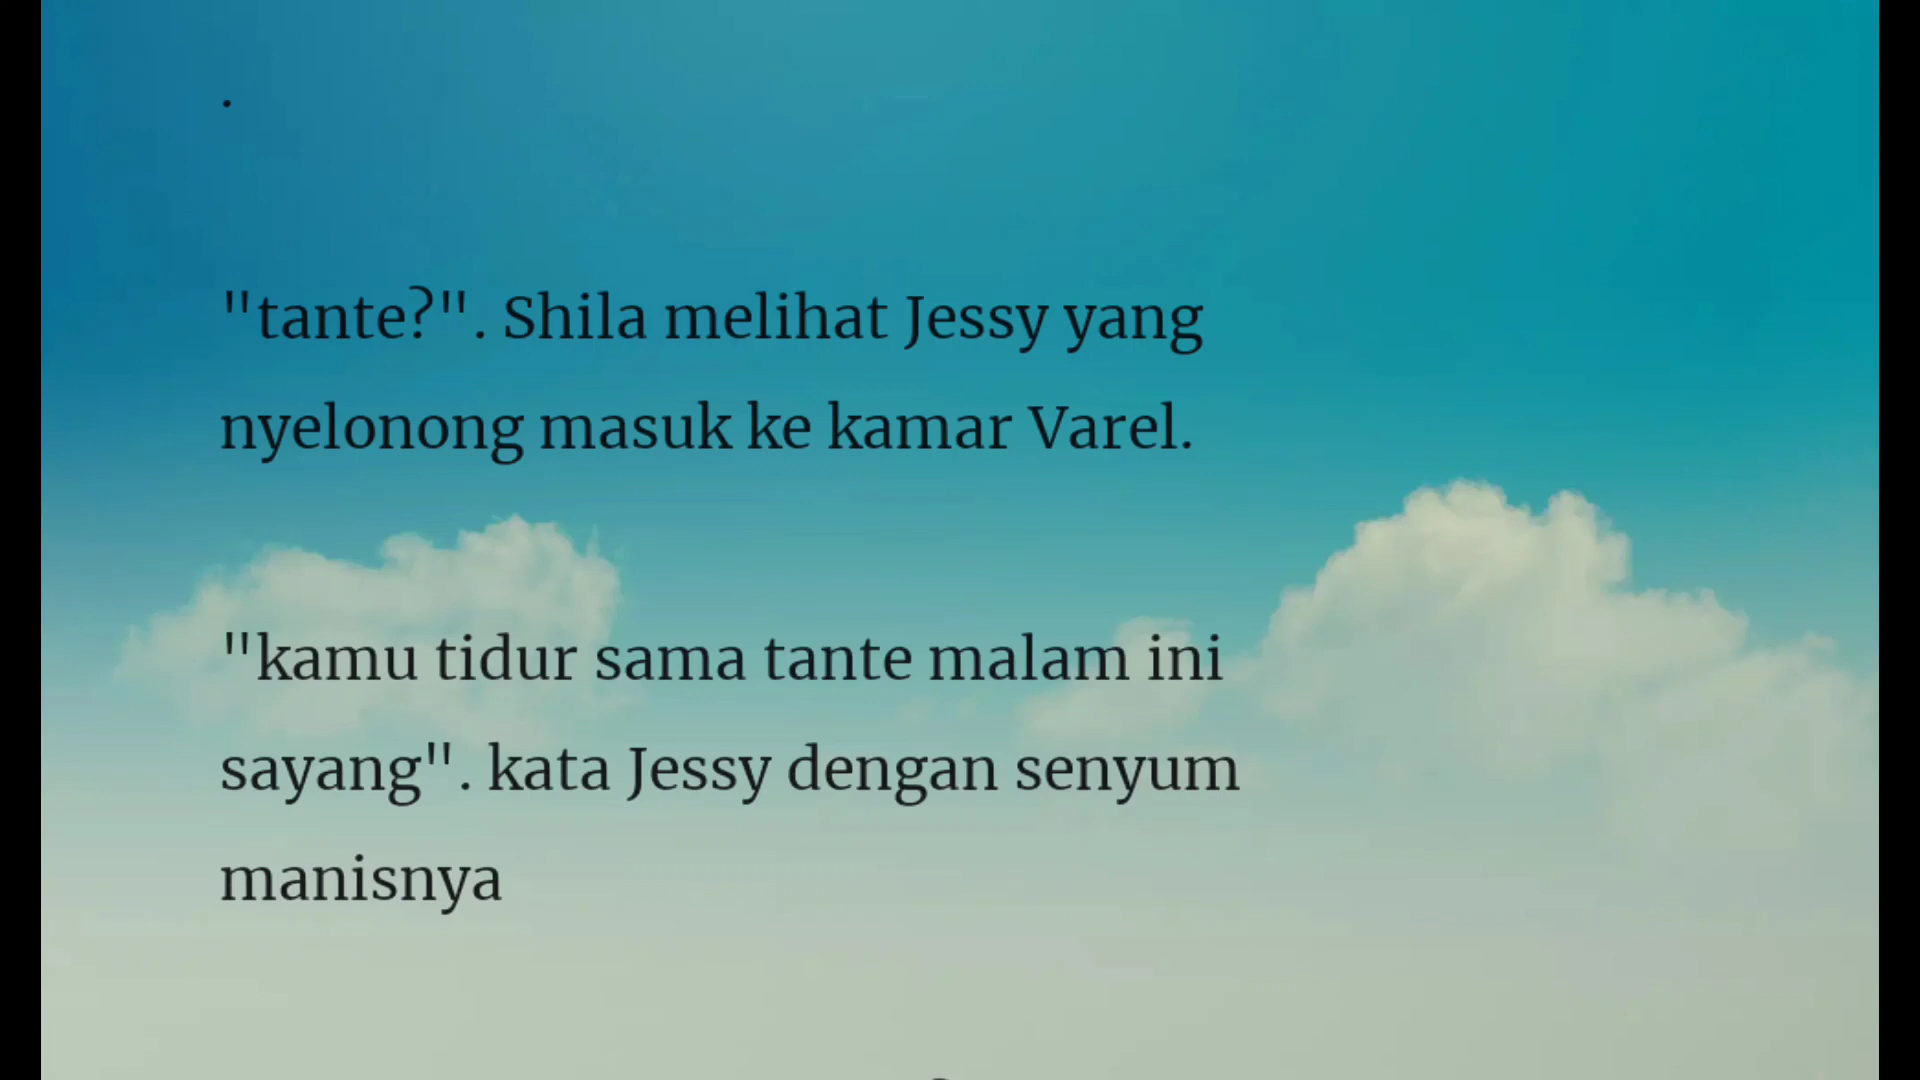 .
"tante?". Shila melihat Jessy yang
nyelonong masuk ke kamar Varel.
"kamu tidur sama tante malam ini
sayang". kata Jessy dengan senyum
manisnya